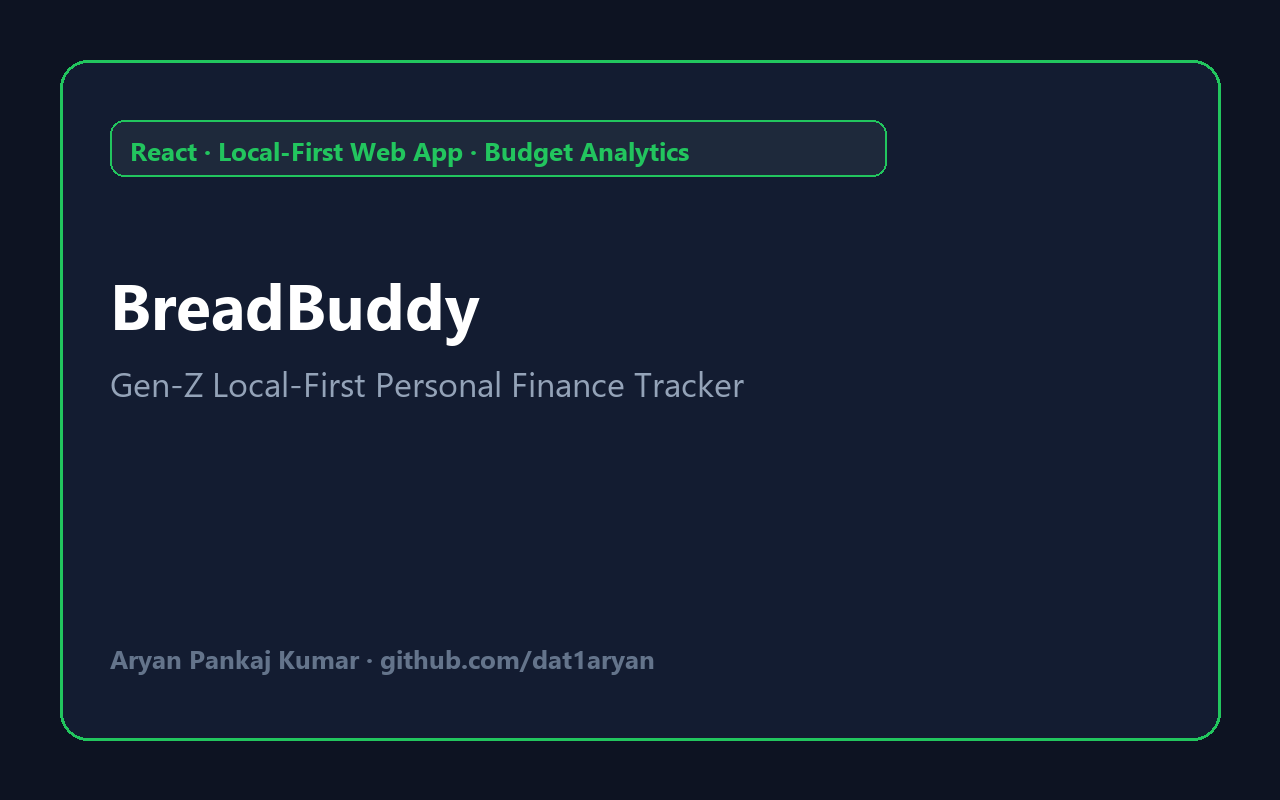 React · Local-First Web App · Budget Analytics
BreadBuddy
Gen-Z Local-First Personal Finance Tracker
Aryan Pankaj Kumar · github.com/dat1aryan